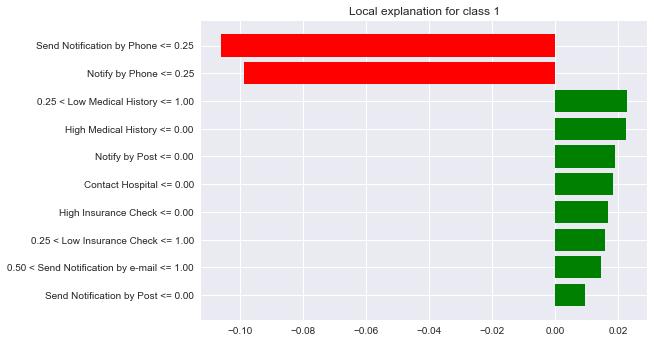 Local explanation for class 1
Send Notification by Phone <= 0.25
Notify by Phone <= 0.25
0.25 < Low Medical History <= 1.00
High Medical History <= 0.00
Notify by Post <= 0.00
Contact Hospital <= 0.00
High Insurance Check <= 0.00
0.25 < Low Insurance Check <= 1.00
0.50 < Send Notification by e-mail <= 1.00
Send Notification by Post <= 0.00
−0.10 −0.08 −0.06 −0.04 −0.02 0.00 0.02